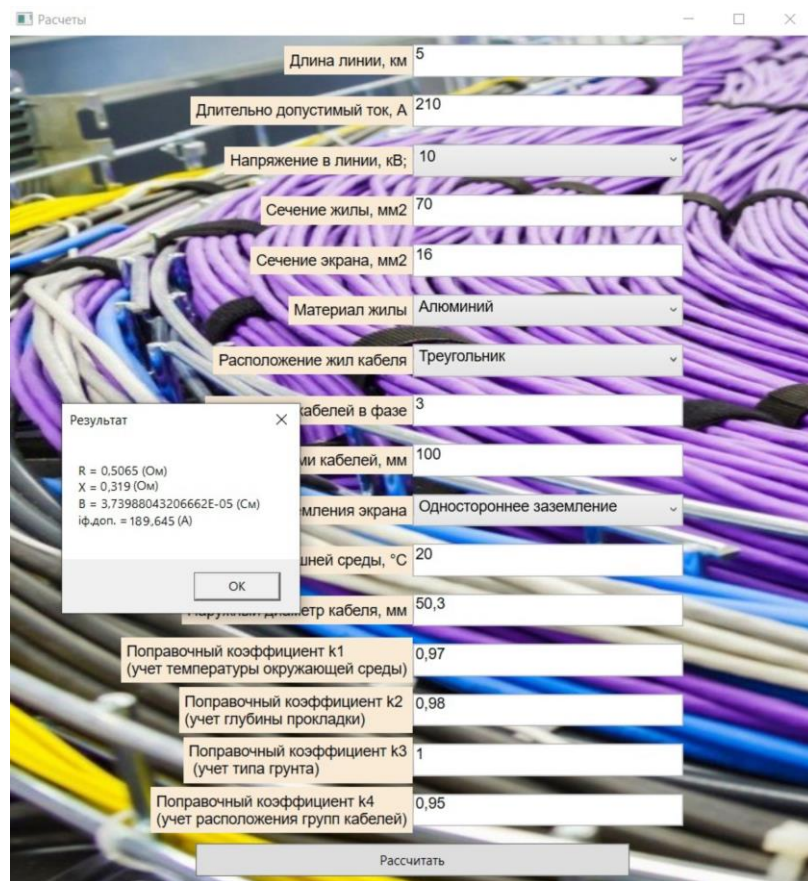 Расчеты
Длина линии, км 5
Длительно допустимый ток, А 210
Напряжение в линии, кВ; 10
Сечение жилы, мм2 70
Сечение экрана, мм2 16
Материал жилы Алюминий
Расположение жил кабеля Треугольник
кабелей в фазе 3
ми кабелей, мм 100
емления экрана Одностороннее заземление
шней среды, °C 20
Наружный диаметр кабеля, мм 50,3
Поправочный коэффициент k1
(учет температуры окружающей среды) 0,97
Поправочный коэффициент k2
(учет глубины прокладки) 0,98
Поправочный коэффициент k3
(учет типа грунта) 1
Поправочный коэффициент k4
(учет расположения групп кабелей) 0,95
Рассчитать
Результат
R = 0,5065 (Ом)
X = 0,319 (Ом)
B = 3,73988043206662E-05 (См)
iф.доп. = 189,645 (А)
OK